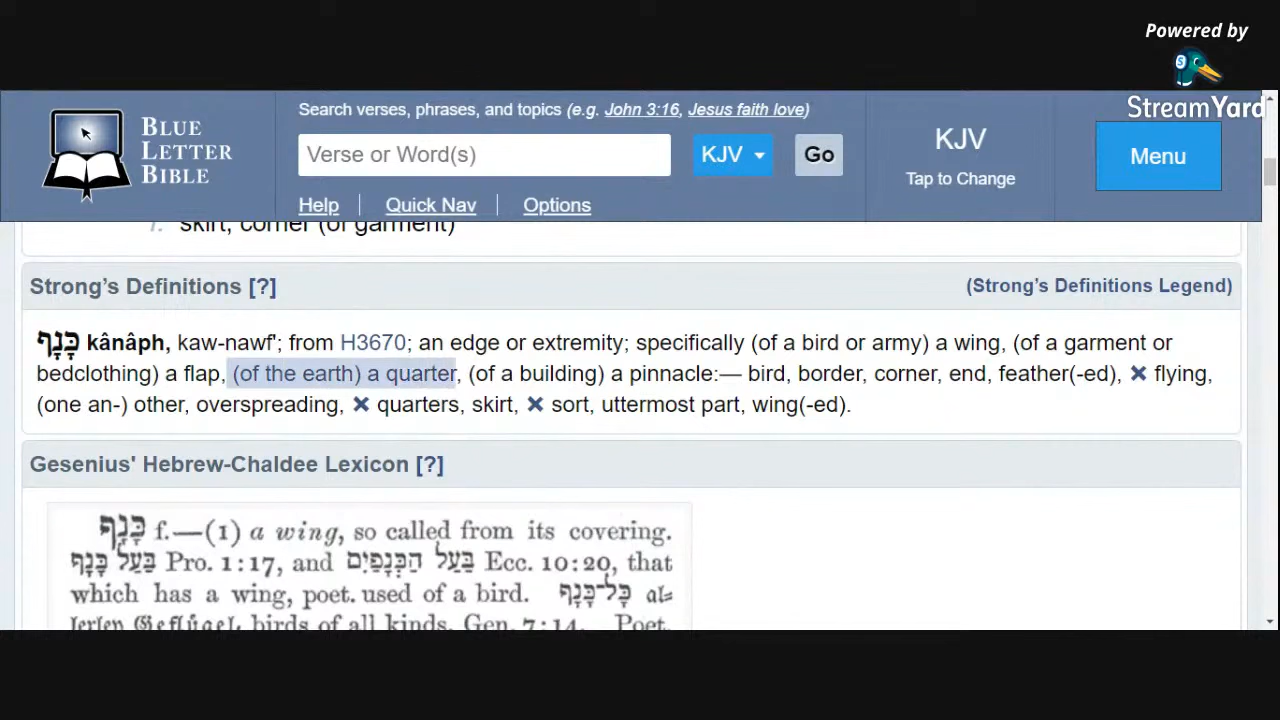 Powered by
StreamYard
BLUE
LETTER
BIBLE
Search verses, phrases, and topics (e.g. John 3:16, Jesus faith love)
Verse or Word(s)
KJV
Go
Help
Quick Nav
Options
KJV
Tap to Change
Menu
skirt, corner (of garment)
Strong's Definitions [?]
(Strong's Definitions Legend)
כָּנָף kânâph, kaw-nawf'; from H3670; an edge or extremity; specifically (of a bird or army) a wing, (of a garment or
bedclothing) a flap, (of the earth) a quarter, (of a building) a pinnacle:— bird, border, corner, end, feather(-ed), × flying,
(one an-) other, overspreading, × quarters, skirt, × sort, uttermost part, wing(-ed).
Gesenius' Hebrew-Chaldee Lexicon [?]
כָּנָף f.—(1) a wing, so called from its covering.
בַּעַל כָּנָף Pro. 1:17, and בַּעַל הַכְּנָפַיִם Ecc. 10:20, that
which has a wing, poet. used of a bird. כָּל־כָּנָף al=
lerley Geflügel, birds of all kinds, Gen. 7:14. Poet.